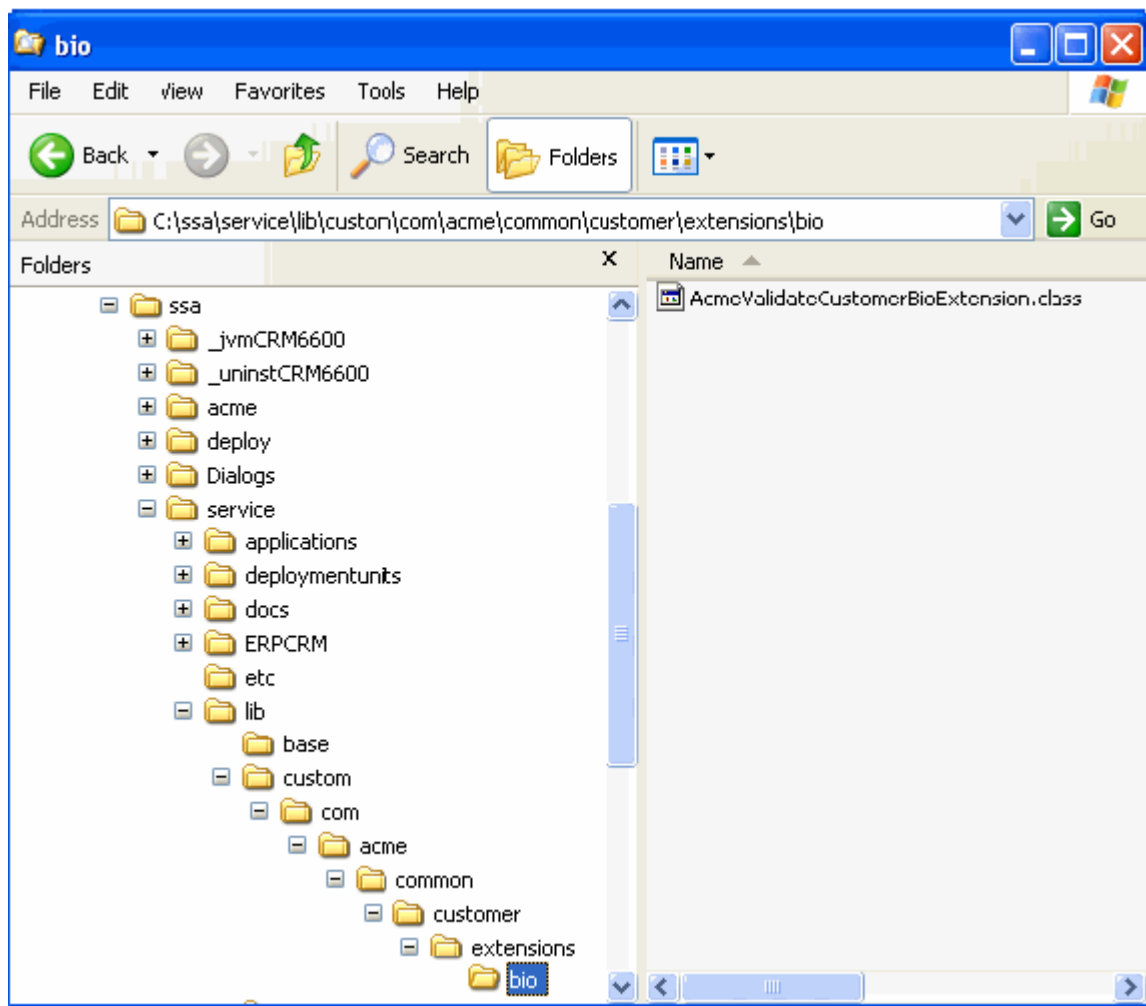 bio
File Edit View Favorites Tools Help
Back Search Folders
Address C:\ssa\service\lib\custom\com\acme\common\customer\extensions\bio Go
Folders x Name
ssa AcmeValidateCustomerBioExtension.class
_jvmCRM6600
_uninstCRM6600
acme
deploy
Dialogs
service
applications
deploymentunits
docs
ERPCRM
etc
lib
base
custom
com
acme
common
customer
extensions
bio